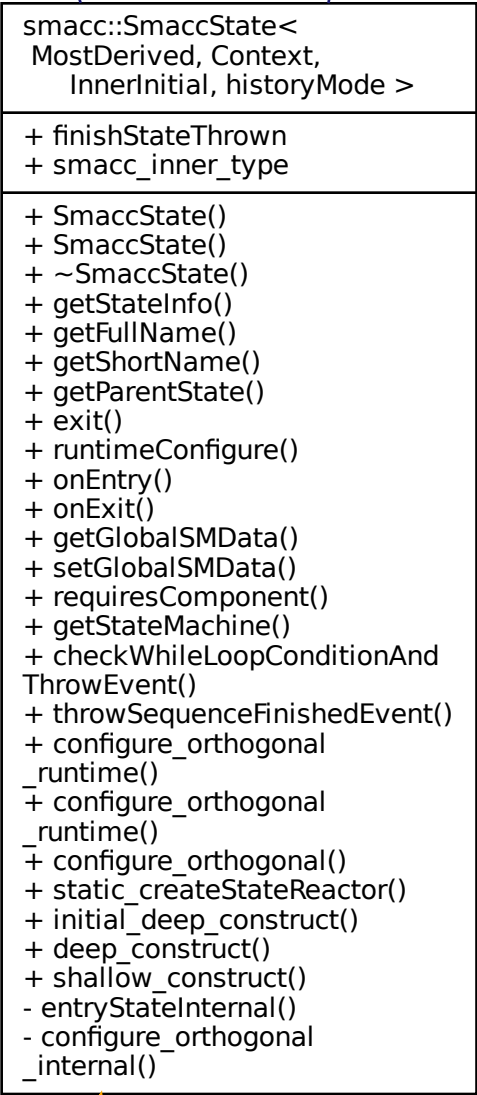 smacc::SmaccState<
MostDerived, Context,
InnerInitial, historyMode >
+ finishStateThrown
+ smacc_inner_type
+ SmaccState()
+ SmaccState()
+ ~SmaccState()
+ getStateInfo()
+ getFullName()
+ getShortName()
+ getParentState()
+ exit()
+ runtimeConfigure()
+ onEntry()
+ onExit()
+ getGlobalSMData()
+ setGlobalSMData()
+ requiresComponent()
+ getStateMachine()
+ checkWhileLoopConditionAnd
ThrowEvent()
+ throwSequenceFinishedEvent()
+ configure_orthogonal
_runtime()
+ configure_orthogonal
_runtime()
+ configure_orthogonal()
+ static_createStateReactor()
+ initial_deep_construct()
+ deep_construct()
+ shallow_construct()
- entryStateInternal()
- configure_orthogonal
_internal()